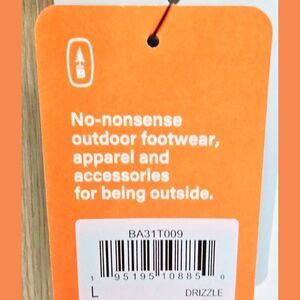 B
No-nonsense
outdoor footwear,
apparel and
accessories
for being outside.
BA31T009
1 95195 10885 0
L DRIZZLE